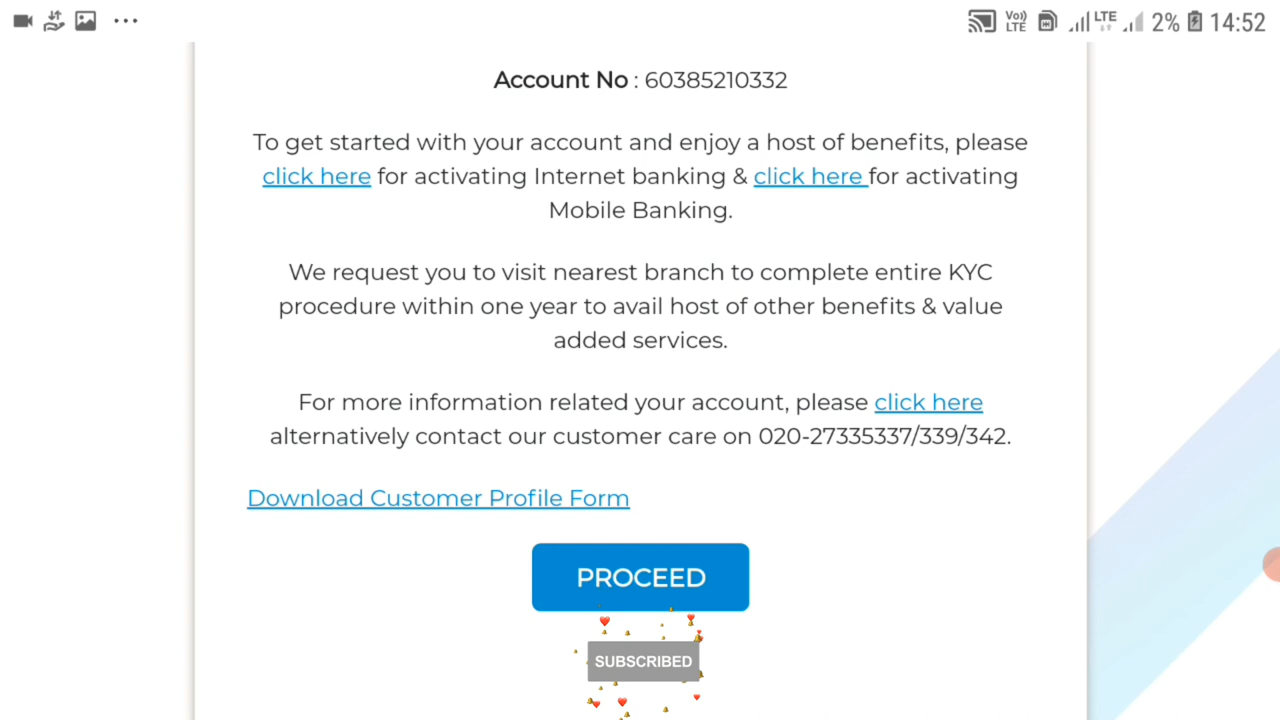 Vo)) LTE LTE 2% 14:52
Account No : 60385210332
To get started with your account and enjoy a host of benefits, please
click here for activating Internet banking & click here for activating
Mobile Banking.
We request you to visit nearest branch to complete entire KYC
procedure within one year to avail host of other benefits & value
added services.
For more information related your account, please click here
alternatively contact our customer care on 020-27335337/339/342.
Download Customer Profile Form
PROCEED
SUBSCRIBED